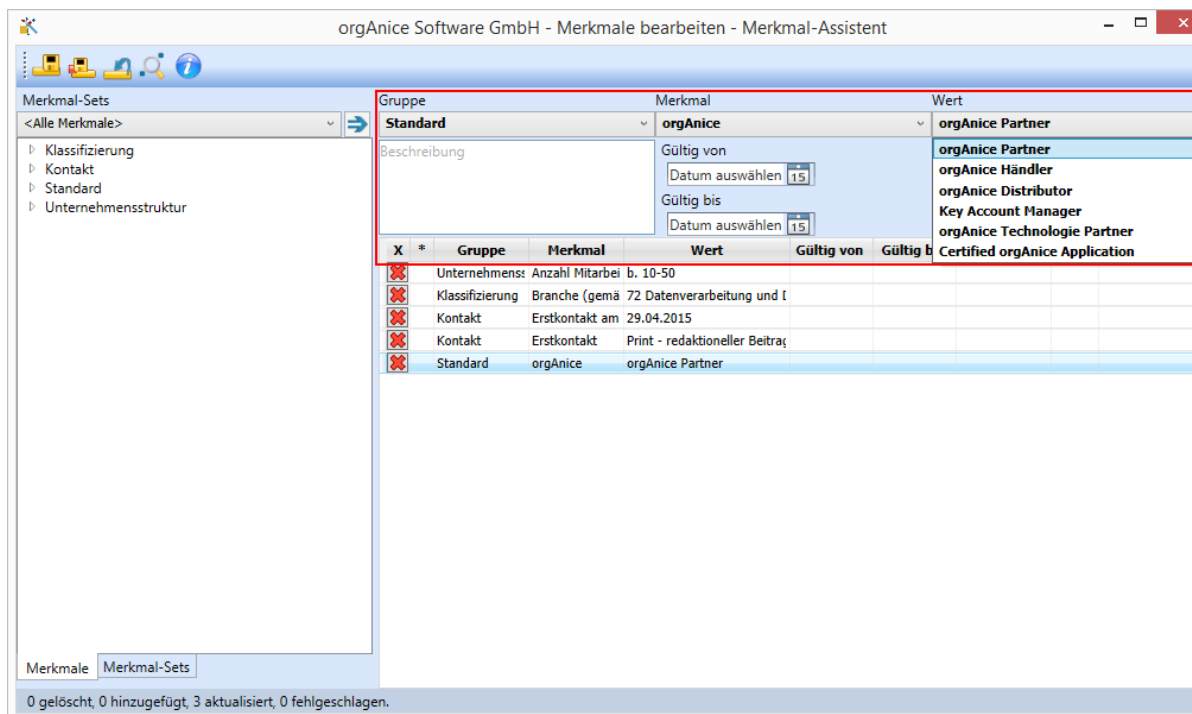 orgAnice Software GmbH - Merkmale bearbeiten - Merkmal-Assistent
Merkmal-Sets
<Alle Merkmale>
Klassifizierung
Kontakt
Standard
Unternehmensstruktur
Gruppe Merkmal Wert
Standard orgAnice orgAnice Partner
Beschreibung
Gültig von
Datum auswählen 15
Gültig bis
Datum auswählen 15
orgAnice Partner
orgAnice Händler
orgAnice Distributor
Key Account Manager
orgAnice Technologie Partner
Certified orgAnice Application
X * Gruppe Merkmal Wert Gültig von Gültig b
Unternehmenss Anzahl Mitarbei b. 10-50
Klassifizierung Branche (gemä 72 Datenverarbeitung und D
Kontakt Erstkontakt am 29.04.2015
Kontakt Erstkontakt Print - redaktioneller Beitrag
Standard orgAnice orgAnice Partner
Merkmale Merkmal-Sets
0 gelöscht, 0 hinzugefügt, 3 aktualisiert, 0 fehlgeschlagen.